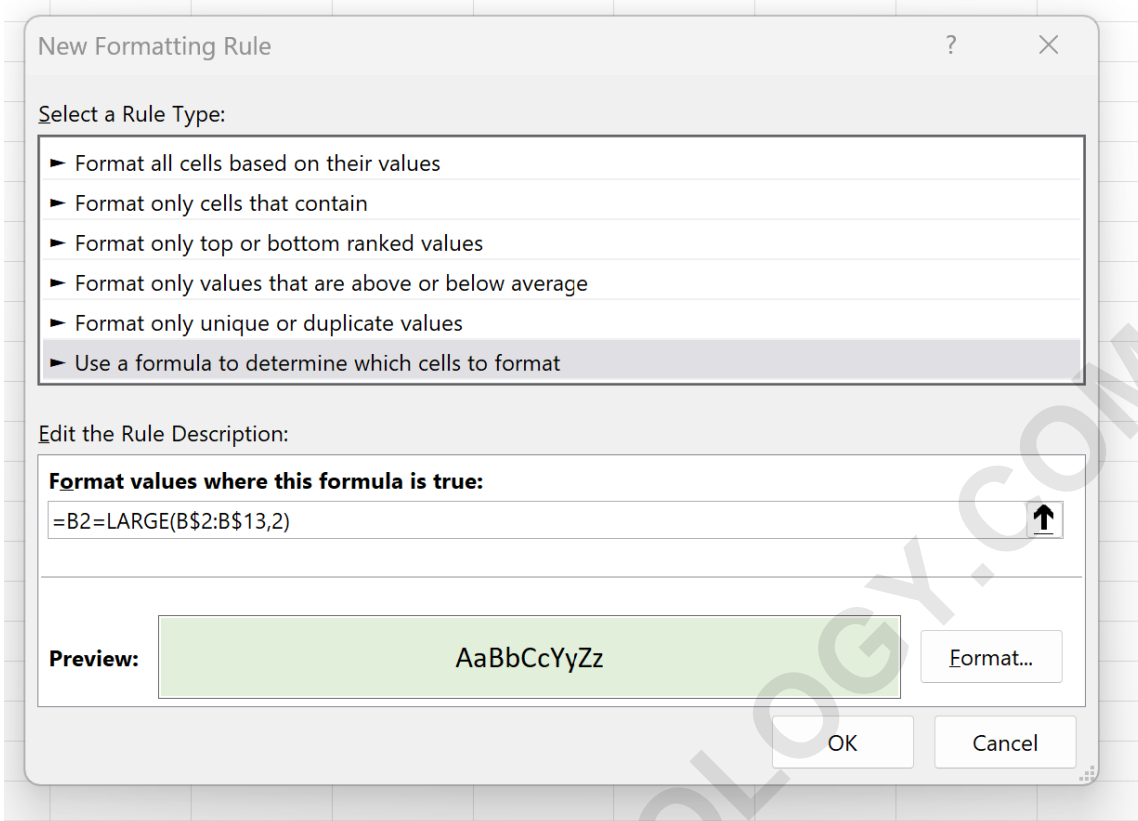 New Formatting Rule ?
Select a Rule Type:
► Format all cells based on their values
► Format only cells that contain
► Format only top or bottom ranked values
► Format only values that are above or below average
► Format only unique or duplicate values
► Use a formula to determine which cells to format
Edit the Rule Description:
Format values where this formula is true:
=B2=LARGE(B$2:B$13,2)
Preview: AaBbCcYyZz Format...
OK Cancel
OLOGY.COM